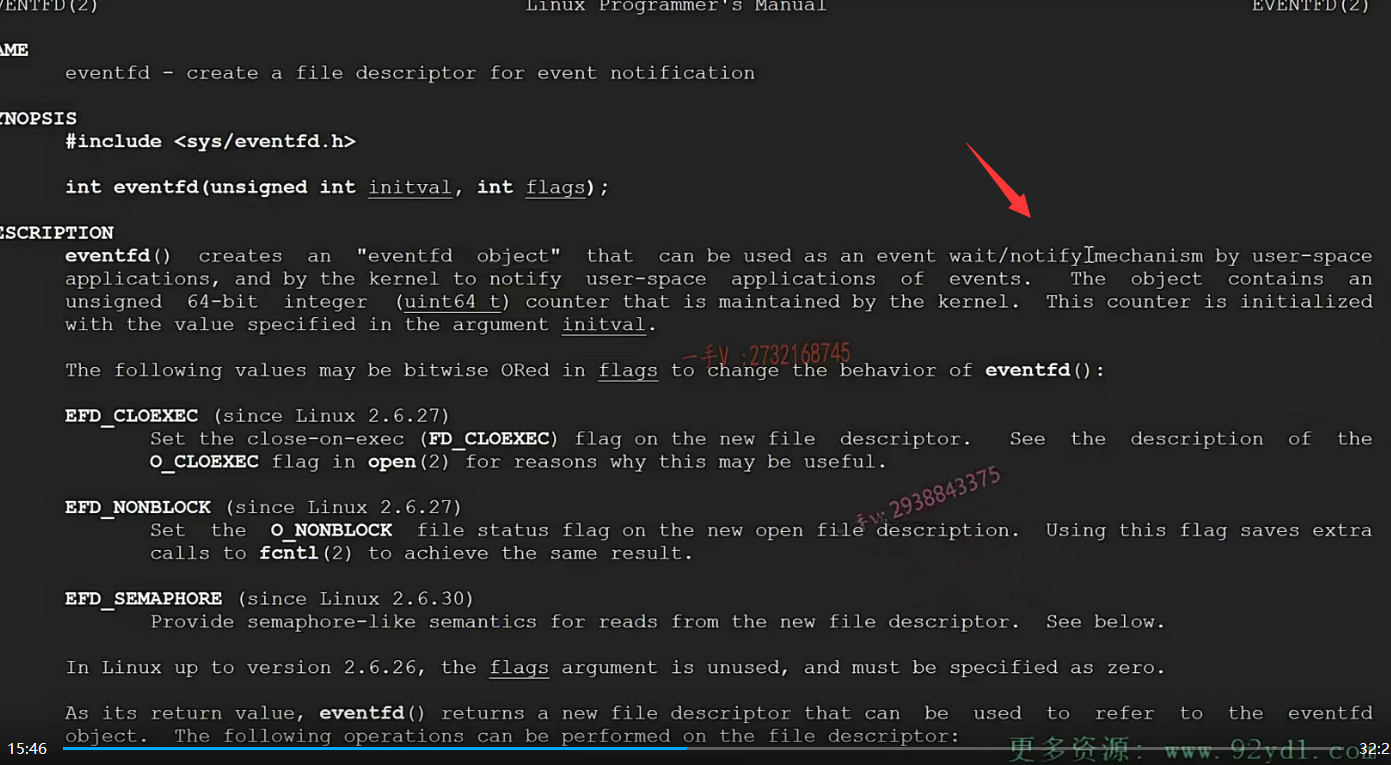 VENTFD(2) Linux Programmer's Manual EVENTFD(2)
AME
eventfd - create a file descriptor for event notification
YNOPSIS
#include <sys/eventfd.h>
int eventfd(unsigned int initval, int flags);
ESCRIPTION
eventfd() creates an "eventfd object" that can be used as an event wait/notify mechanism by user-space
applications, and by the kernel to notify user-space applications of events. The object contains an
unsigned 64-bit integer (uint64_t) counter that is maintained by the kernel. This counter is initialized
with the value specified in the argument initval.
一手V :2732168745
The following values may be bitwise ORed in flags to change the behavior of eventfd():
EFD_CLOEXEC (since Linux 2.6.27)
Set the close-on-exec (FD_CLOEXEC) flag on the new file descriptor. See the description of the
O_CLOEXEC flag in open(2) for reasons why this may be useful.
手v: 2938843375
EFD_NONBLOCK (since Linux 2.6.27)
Set the O_NONBLOCK file status flag on the new open file description. Using this flag saves extra
calls to fcntl(2) to achieve the same result.
EFD_SEMAPHORE (since Linux 2.6.30)
Provide semaphore-like semantics for reads from the new file descriptor. See below.
In Linux up to version 2.6.26, the flags argument is unused, and must be specified as zero.
As its return value, eventfd() returns a new file descriptor that can be used to refer to the eventfd
object. The following operations can be performed on the file descriptor:
15:46 更多资源: www.92ydl.com 32:2